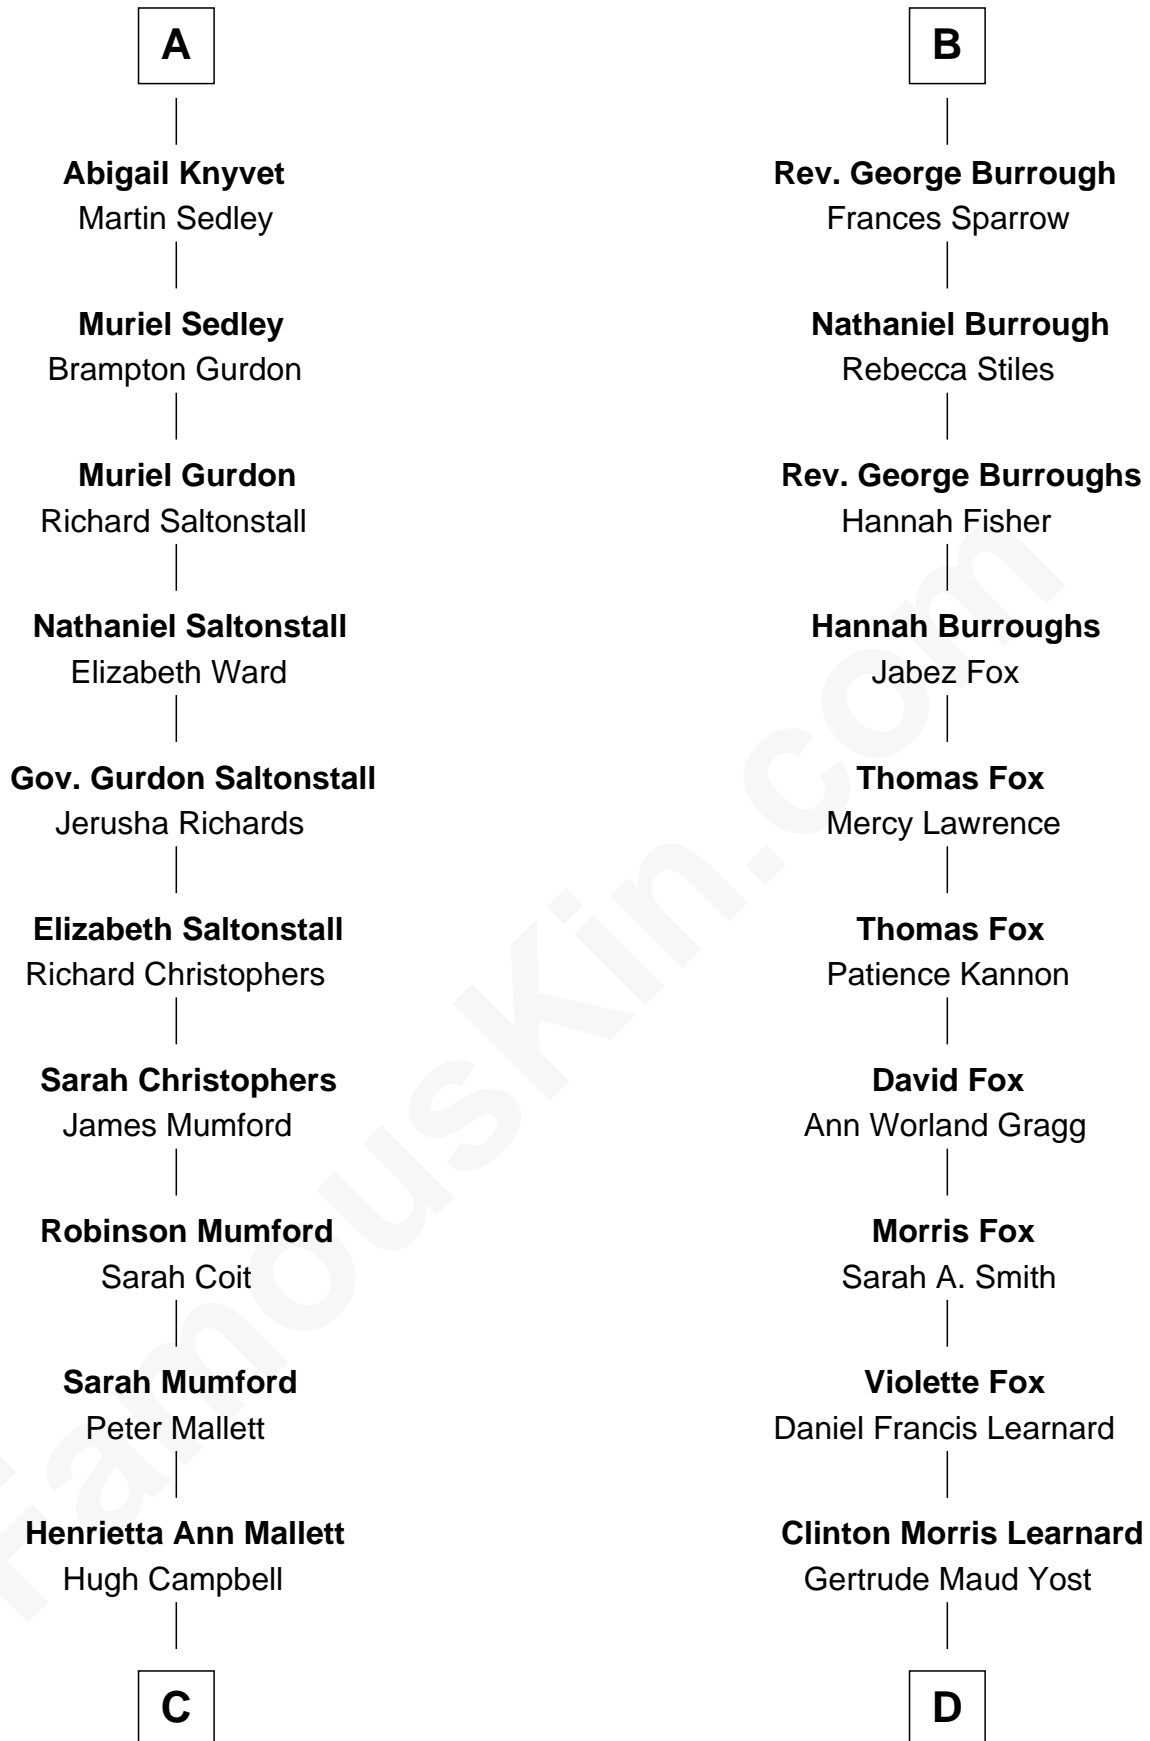 A
Abigail Knyvet
Martin Sedley
Muriel Sedley
Brampton Gurdon
Muriel Gurdon
Richard Saltonstall
Nathaniel Saltonstall
Elizabeth Ward
Gov. Gurdon Saltonstall
Jerusha Richards
Elizabeth Saltonstall
Richard Christophers
Sarah Christophers
James Mumford
Robinson Mumford
Sarah Coit
Sarah Mumford
Peter Mallett
Henrietta Ann Mallett
Hugh Campbell
C
B
Rev. George Burrough
Frances Sparrow
Nathaniel Burrough
Rebecca Stiles
Rev. George Burroughs
Hannah Fisher
Hannah Burroughs
Jabez Fox
Thomas Fox
Mercy Lawrence
Thomas Fox
Patience Kannon
David Fox
Ann Worland Gragg
Morris Fox
Sarah A. Smith
Violette Fox
Daniel Francis Learnard
Clinton Morris Learnard
Gertrude Maud Yost
D
FamousKin.com